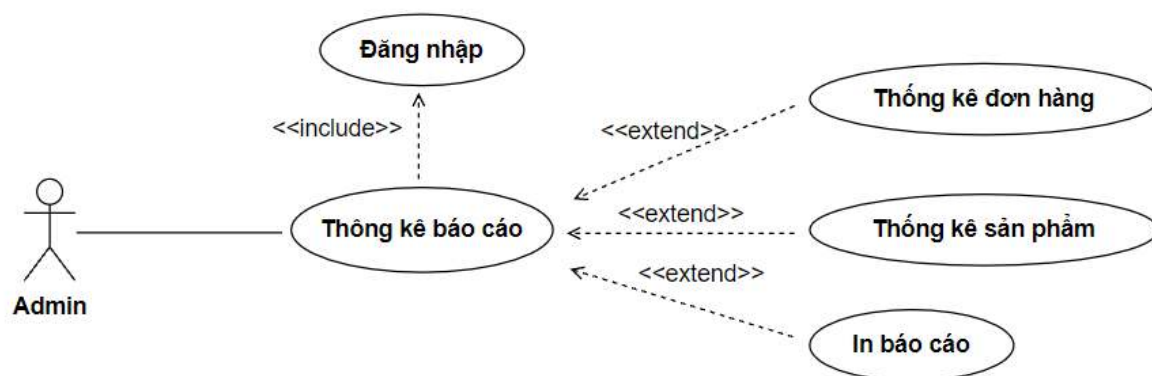 Đăng nhập
Thống kê đơn hàng
<<include>>
<<extend>>
Thông kê báo cáo
<<extend>>
Thống kê sản phẩm
<<extend>>
Admin
In báo cáo